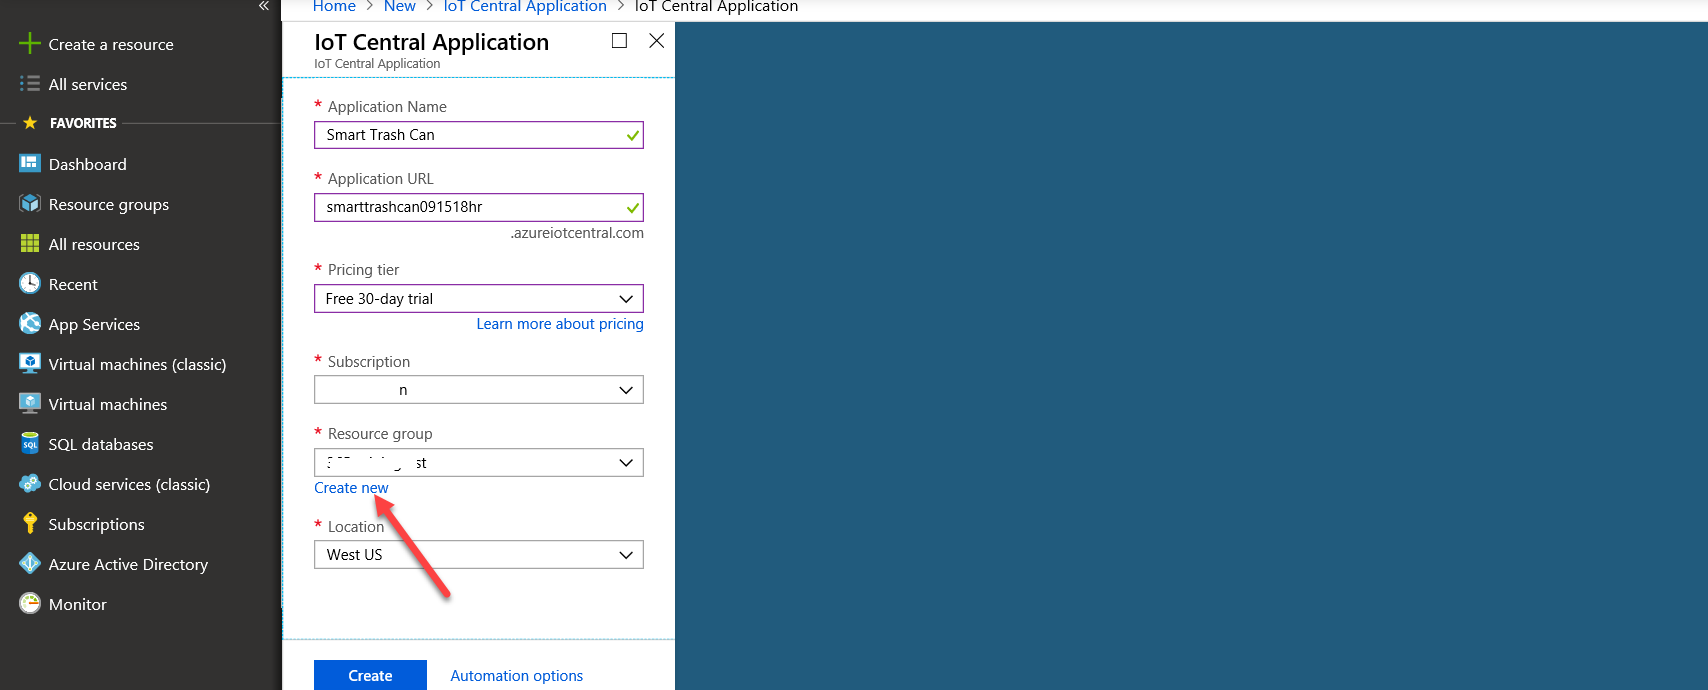 «
Create a resource
All services
FAVORITES
Dashboard
Resource groups
All resources
Recent
App Services
Virtual machines (classic)
Virtual machines
SQL
SQL databases
Cloud services (classic)
Subscriptions
Azure Active Directory
Monitor
Home > New > IoT Central Application > IoT Central Application
IoT Central Application
IoT Central Application
* Application Name
Smart Trash Can
* Application URL
smarttrashcan091518hr
.azureiotcentral.com
* Pricing tier
Free 30-day trial
Learn more about pricing
* Subscription
n
* Resource group
st
Create new
* Location
West US
Create
Automation options